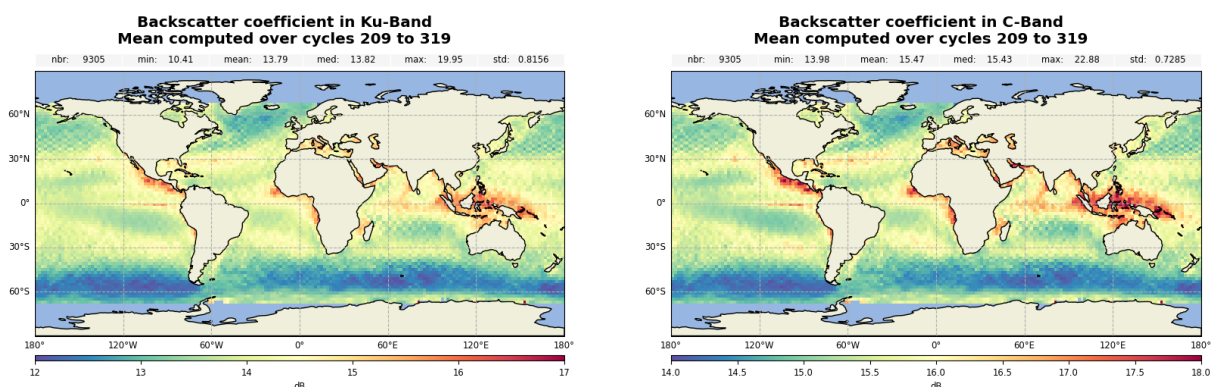 Backscatter coefficient in Ku-Band
Mean computed over cycles 209 to 319
nbr: 9305 min: 10.41 mean: 13.79 med: 13.82 max: 19.95 std: 0.8156
60°N
30°N
0°
30°S
60°S
180° 120°W 60°W 0° 60°E 120°E 180°
12 13 14 15 16 17
dB
Backscatter coefficient in C-Band
Mean computed over cycles 209 to 319
nbr: 9305 min: 13.98 mean: 15.47 med: 15.43 max: 22.88 std: 0.7285
60°N
30°N
0°
30°S
60°S
180° 120°W 60°W 0° 60°E 120°E 180°
14.0 14.5 15.0 15.5 16.0 16.5 17.0 17.5 18.0
dB